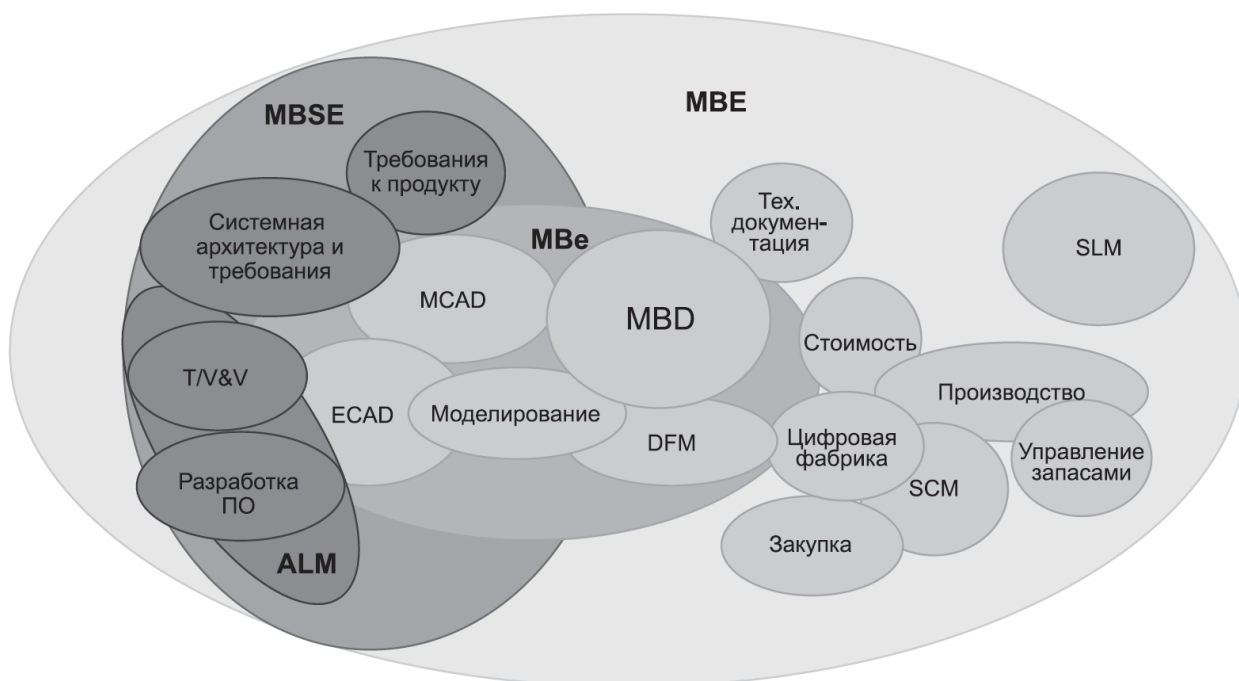 MBSE
MBE
Требования
к продукту
Системная
архитектура и
требования
MBe
Тех.
докумен-
тация
SLM
MCAD
MBD
Стоимость
T/V&V
ECAD
Моделирование
DFM
Производство
Цифровая
фабрика
Управление
запасами
SCM
Разработка
ПО
Закупка
ALM